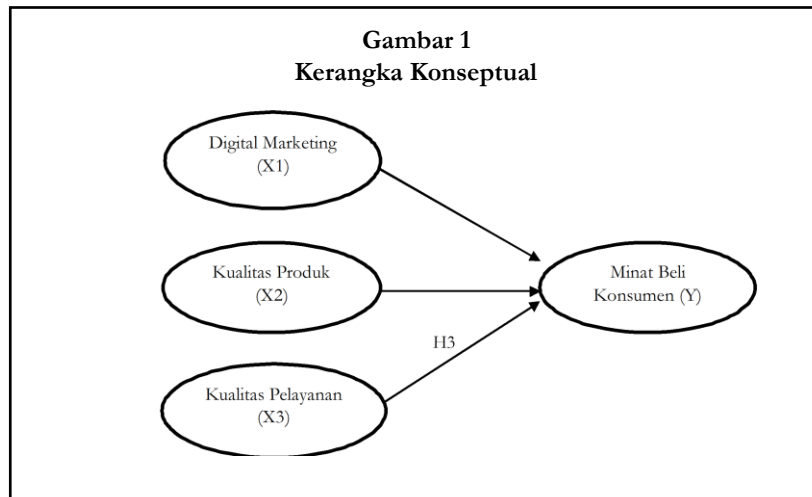 Gambar 1
Kerangka Konseptual
Digital Marketing
(X1)
Kualitas Produk
(X2)
Minat Beli
Konsumen (Y)
H3
Kualitas Pelayanan
(X3)